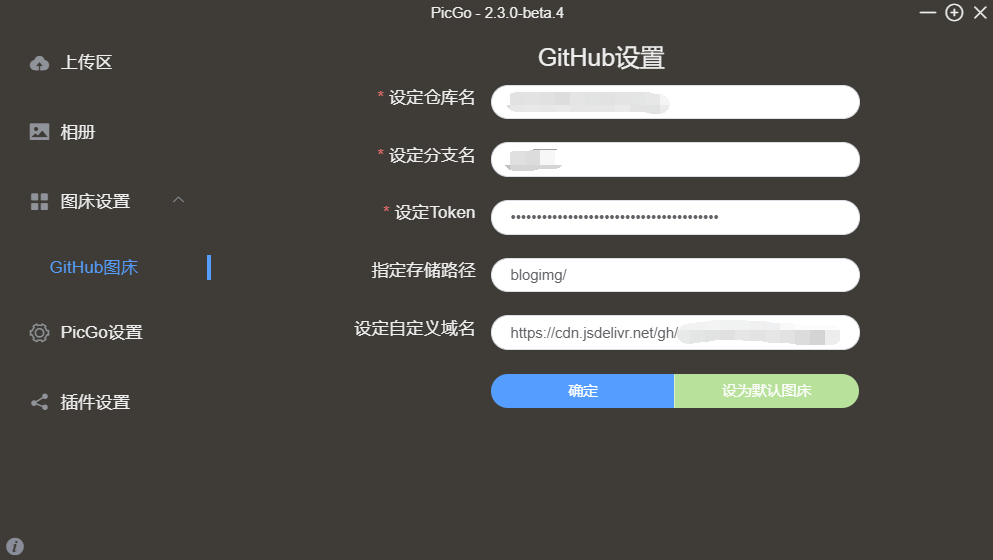 PicGo - 2.3.0-beta.4
上传区
相册
图床设置
GitHub图床
PicGo设置
插件设置
GitHub设置
* 设定仓库名
* 设定分支名
* 设定Token
指定存储路径 blogimg/
设定自定义域名 https://cdn.jsdelivr.net/gh/
确定 设为默认图床